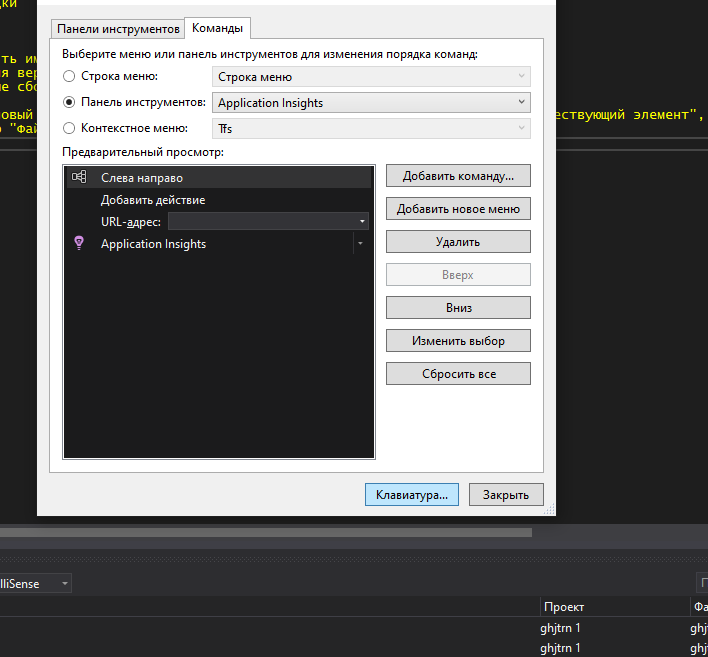 дки
Панели инструментов Команды
Выберите меню или панель инструментов для изменения порядка команд:
ть им
Строка меню: Строка меню
я вер
е сбо
Панель инструментов: Application Insights
овый
ествующий элемент",
Контекстное меню: Tfs
о "Фай
Предварительный просмотр:
Слева направо
Добавить действие
URL-адрес:
Application Insights
Добавить команду...
Добавить новое меню
Удалить
Вверх
Вниз
Изменить выбор
Сбросить все
Клавиатура... Закрыть
lliSense
Проект Фа
ghjtrn 1 ghj
ghjtrn 1 ghj